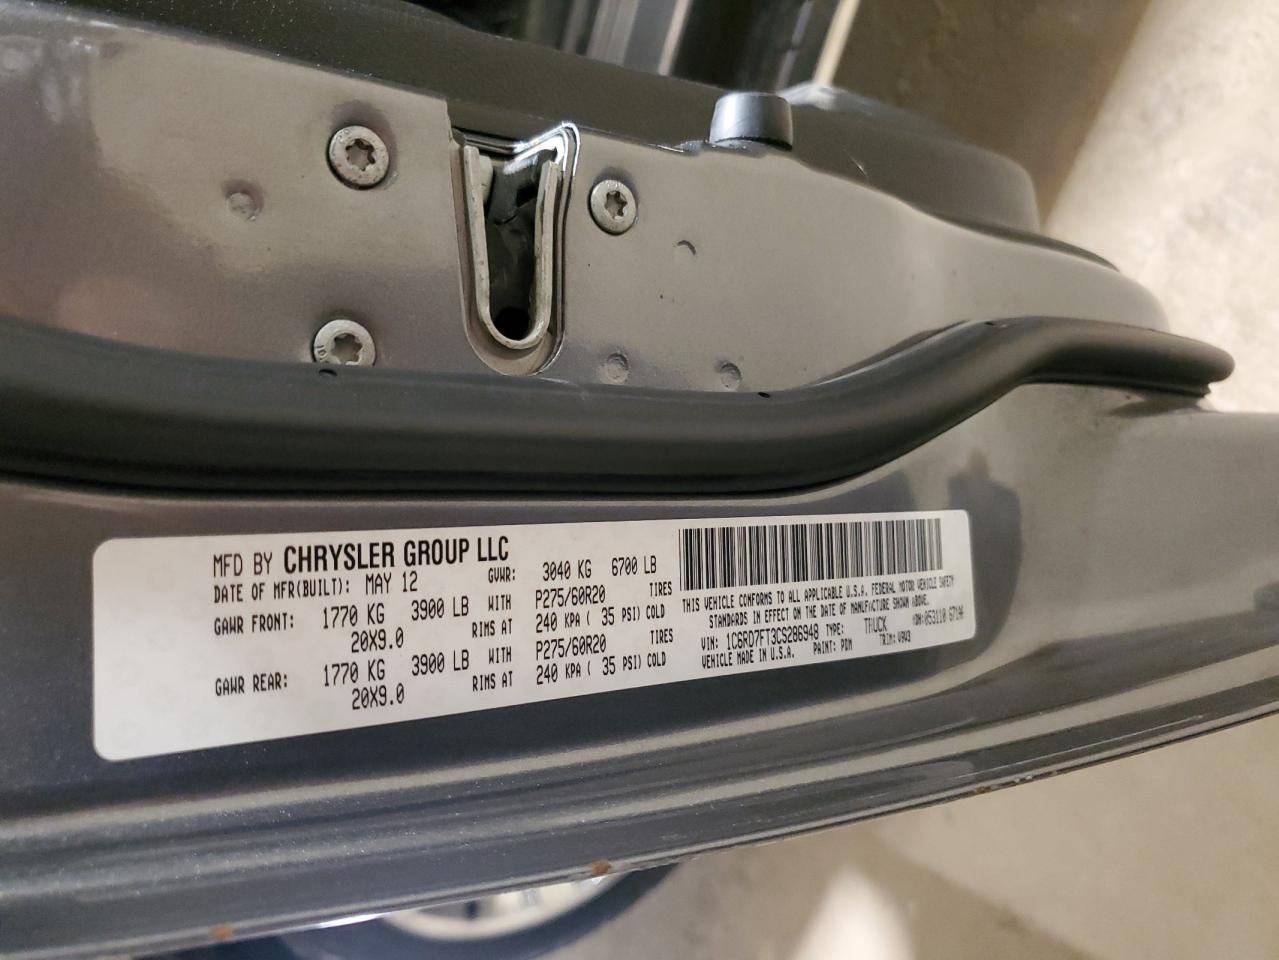 MFD BY CHRYSLER GROUP LLC
DATE OF MFR(BUILT): MAY 12 GVWR: 3040 KG 6700 LB
GAWR FRONT: 1770 KG 3900 LB WITH P275/60R20 TIRES
20X9.0 RIMS AT 240 KPA ( 35 PSI) COLD
GAWR REAR: 1770 KG 3900 LB WITH P275/60R20 TIRES
20X9.0 RIMS AT 240 KPA ( 35 PSI) COLD
THIS VEHICLE CONFORMS TO ALL APPLICABLE U.S.A. FEDERAL MOTOR VEHICLE SAFETY
STANDARDS IN EFFECT ON THE DATE OF MANUFACTURE SHOWN ABOVE.
VIN: 1C6RD7FT3CS286948 TYPE: TRUCK MDH: 053110
VEHICLE MADE IN U.S.A. PAINT: PDM TRIM: V9X3